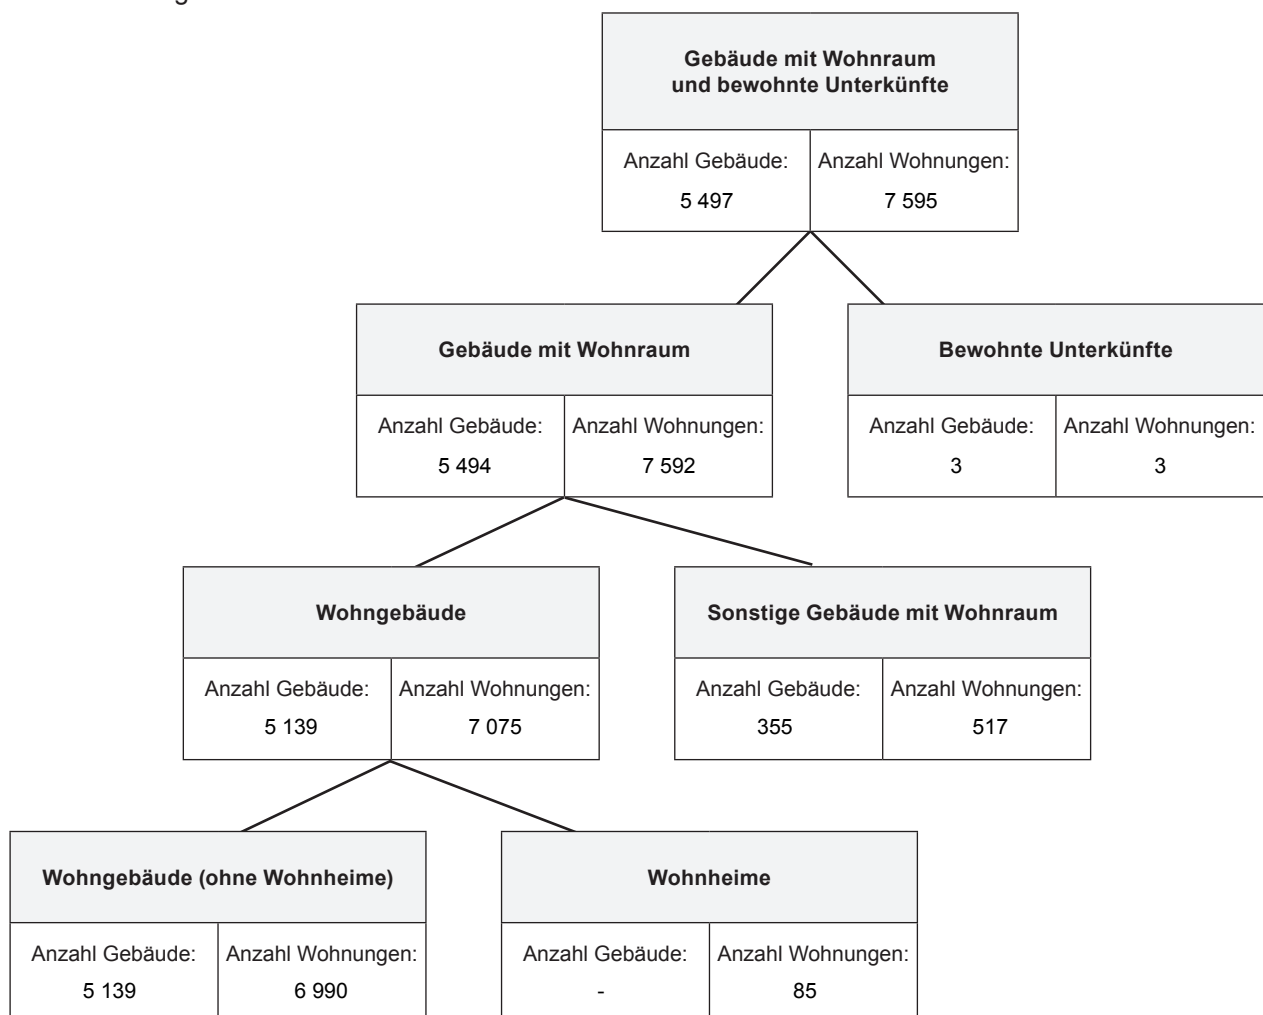 Gebäude mit Wohnraum
und bewohnte Unterkünfte
Anzahl Gebäude: Anzahl Wohnungen:
5 497 7 595
Gebäude mit Wohnraum Bewohnte Unterkünfte
Anzahl Gebäude: Anzahl Wohnungen: Anzahl Gebäude: Anzahl Wohnungen:
5 494 7 592 3 3
Wohngebäude Sonstige Gebäude mit Wohnraum
Anzahl Gebäude: Anzahl Wohnungen: Anzahl Gebäude: Anzahl Wohnungen:
5 139 7 075 355 517
Wohngebäude (ohne Wohnheime) Wohnheime
Anzahl Gebäude: Anzahl Wohnungen: Anzahl Gebäude: Anzahl Wohnungen:
5 139 6 990 - 85